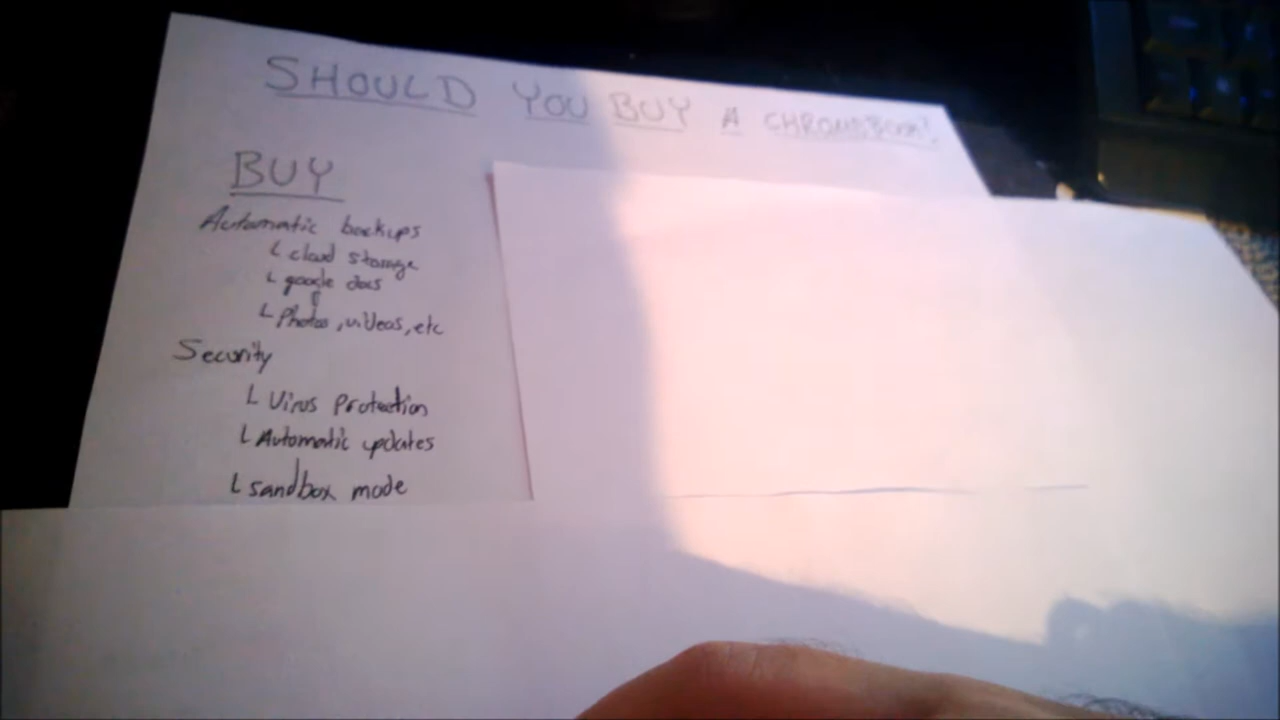 SHOULD YOU BUY A CHROMEBOOK?
BUY
Automatic backups
cloud storage
google docs
Photos, videos, etc
Security
Virus Protection
Automatic updates
sandbox mode